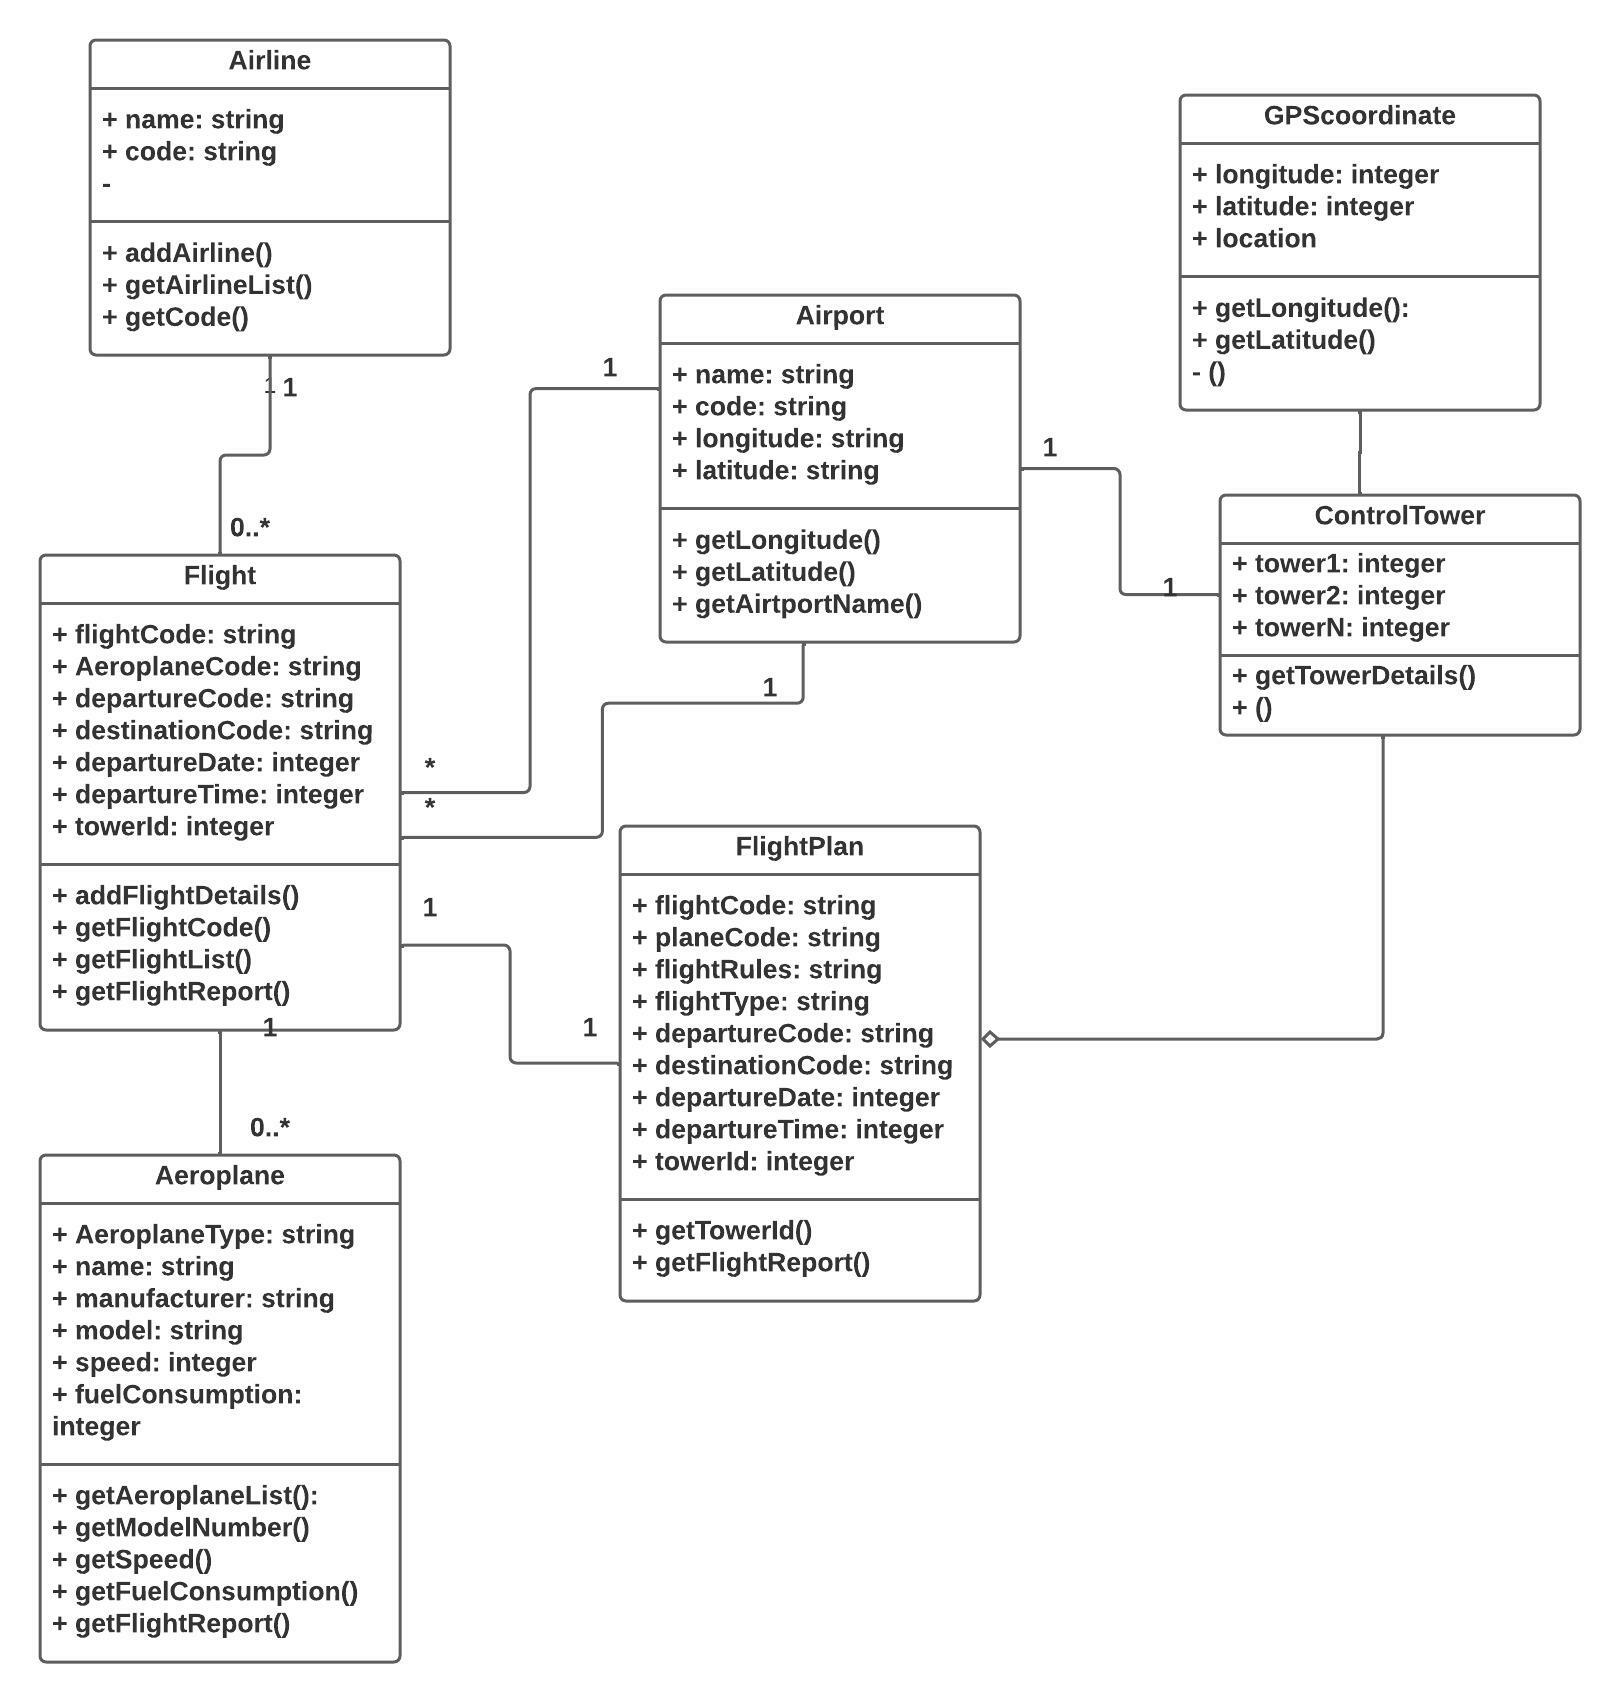 Airline
+ name: string
+ code: string
-
+ addAirline()
+ getAirlineList()
+ getCode()
1 1
0..*
GPScoordinate
+ longitude: integer
+ latitude: integer
+ location
+ getLongitude():
+ getLatitude()
- ()
Airport
+ name: string
+ code: string
+ longitude: string
+ latitude: string
+ getLongitude()
+ getLatitude()
+ getAirtportName()
1
1
1
1
ControlTower
+ tower1: integer
+ tower2: integer
+ towerN: integer
+ getTowerDetails()
+ ()
Flight
+ flightCode: string
+ AeroplaneCode: string
+ departureCode: string
+ destinationCode: string
+ departureDate: integer
+ departureTime: integer
+ towerId: integer
+ addFlightDetails()
+ getFlightCode()
+ getFlightList()
+ getFlightReport()
*
*
1
1
1
0..*
FlightPlan
+ flightCode: string
+ planeCode: string
+ flightRules: string
+ flightType: string
+ departureCode: string
+ destinationCode: string
+ departureDate: integer
+ departureTime: integer
+ towerId: integer
+ getTowerId()
+ getFlightReport()
Aeroplane
+ AeroplaneType: string
+ name: string
+ manufacturer: string
+ model: string
+ speed: integer
+ fuelConsumption:
integer
+ getAeroplaneList():
+ getModelNumber()
+ getSpeed()
+ getFuelConsumption()
+ getFlightReport()